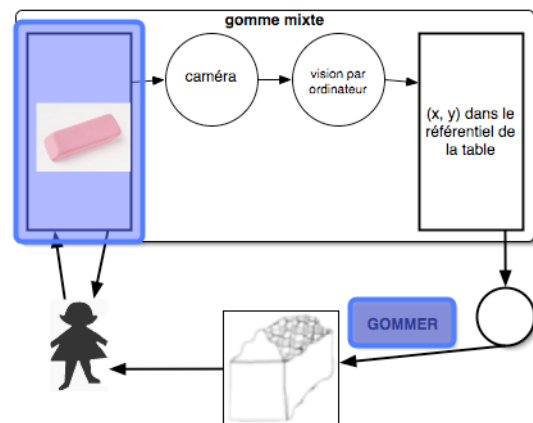 gomme mixte
caméra
vision par
ordinateur
(x, y) dans le
référentiel de
la table
GOMMER